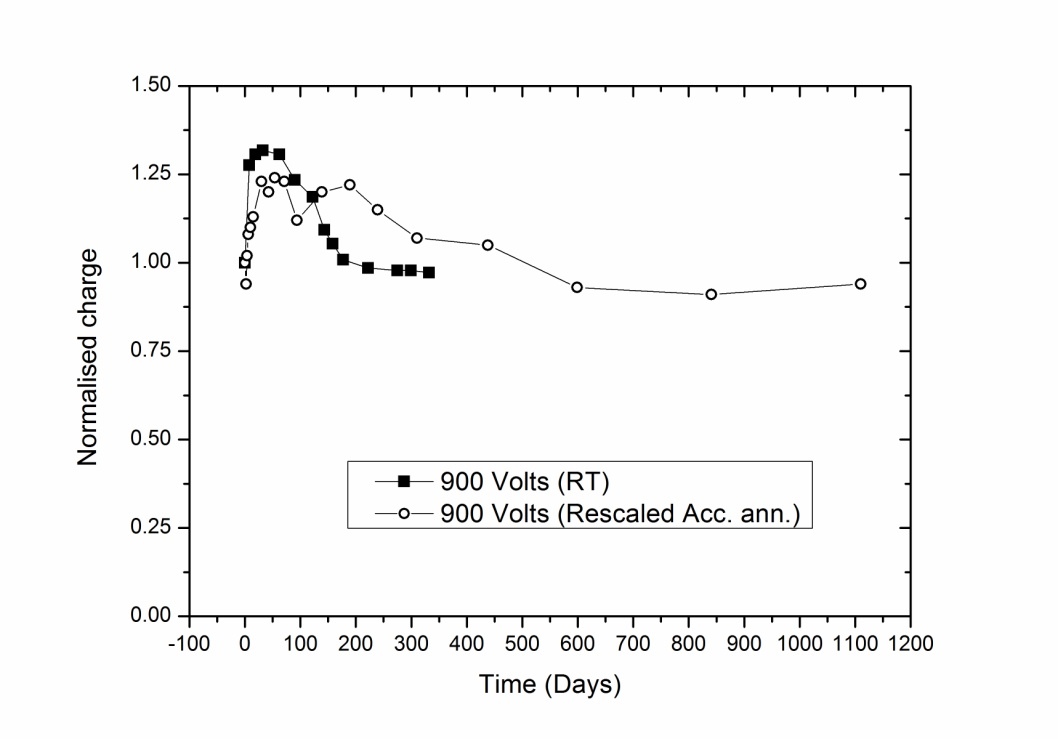 1.50
1.25
1.00
0.75
0.50
0.25
0.00
Normalised charge
900 Volts (RT)
900 Volts (Rescaled Acc. ann.)
-100 0 100 200 300 400 500 600 700 800 900 1000 1100 1200
Time (Days)